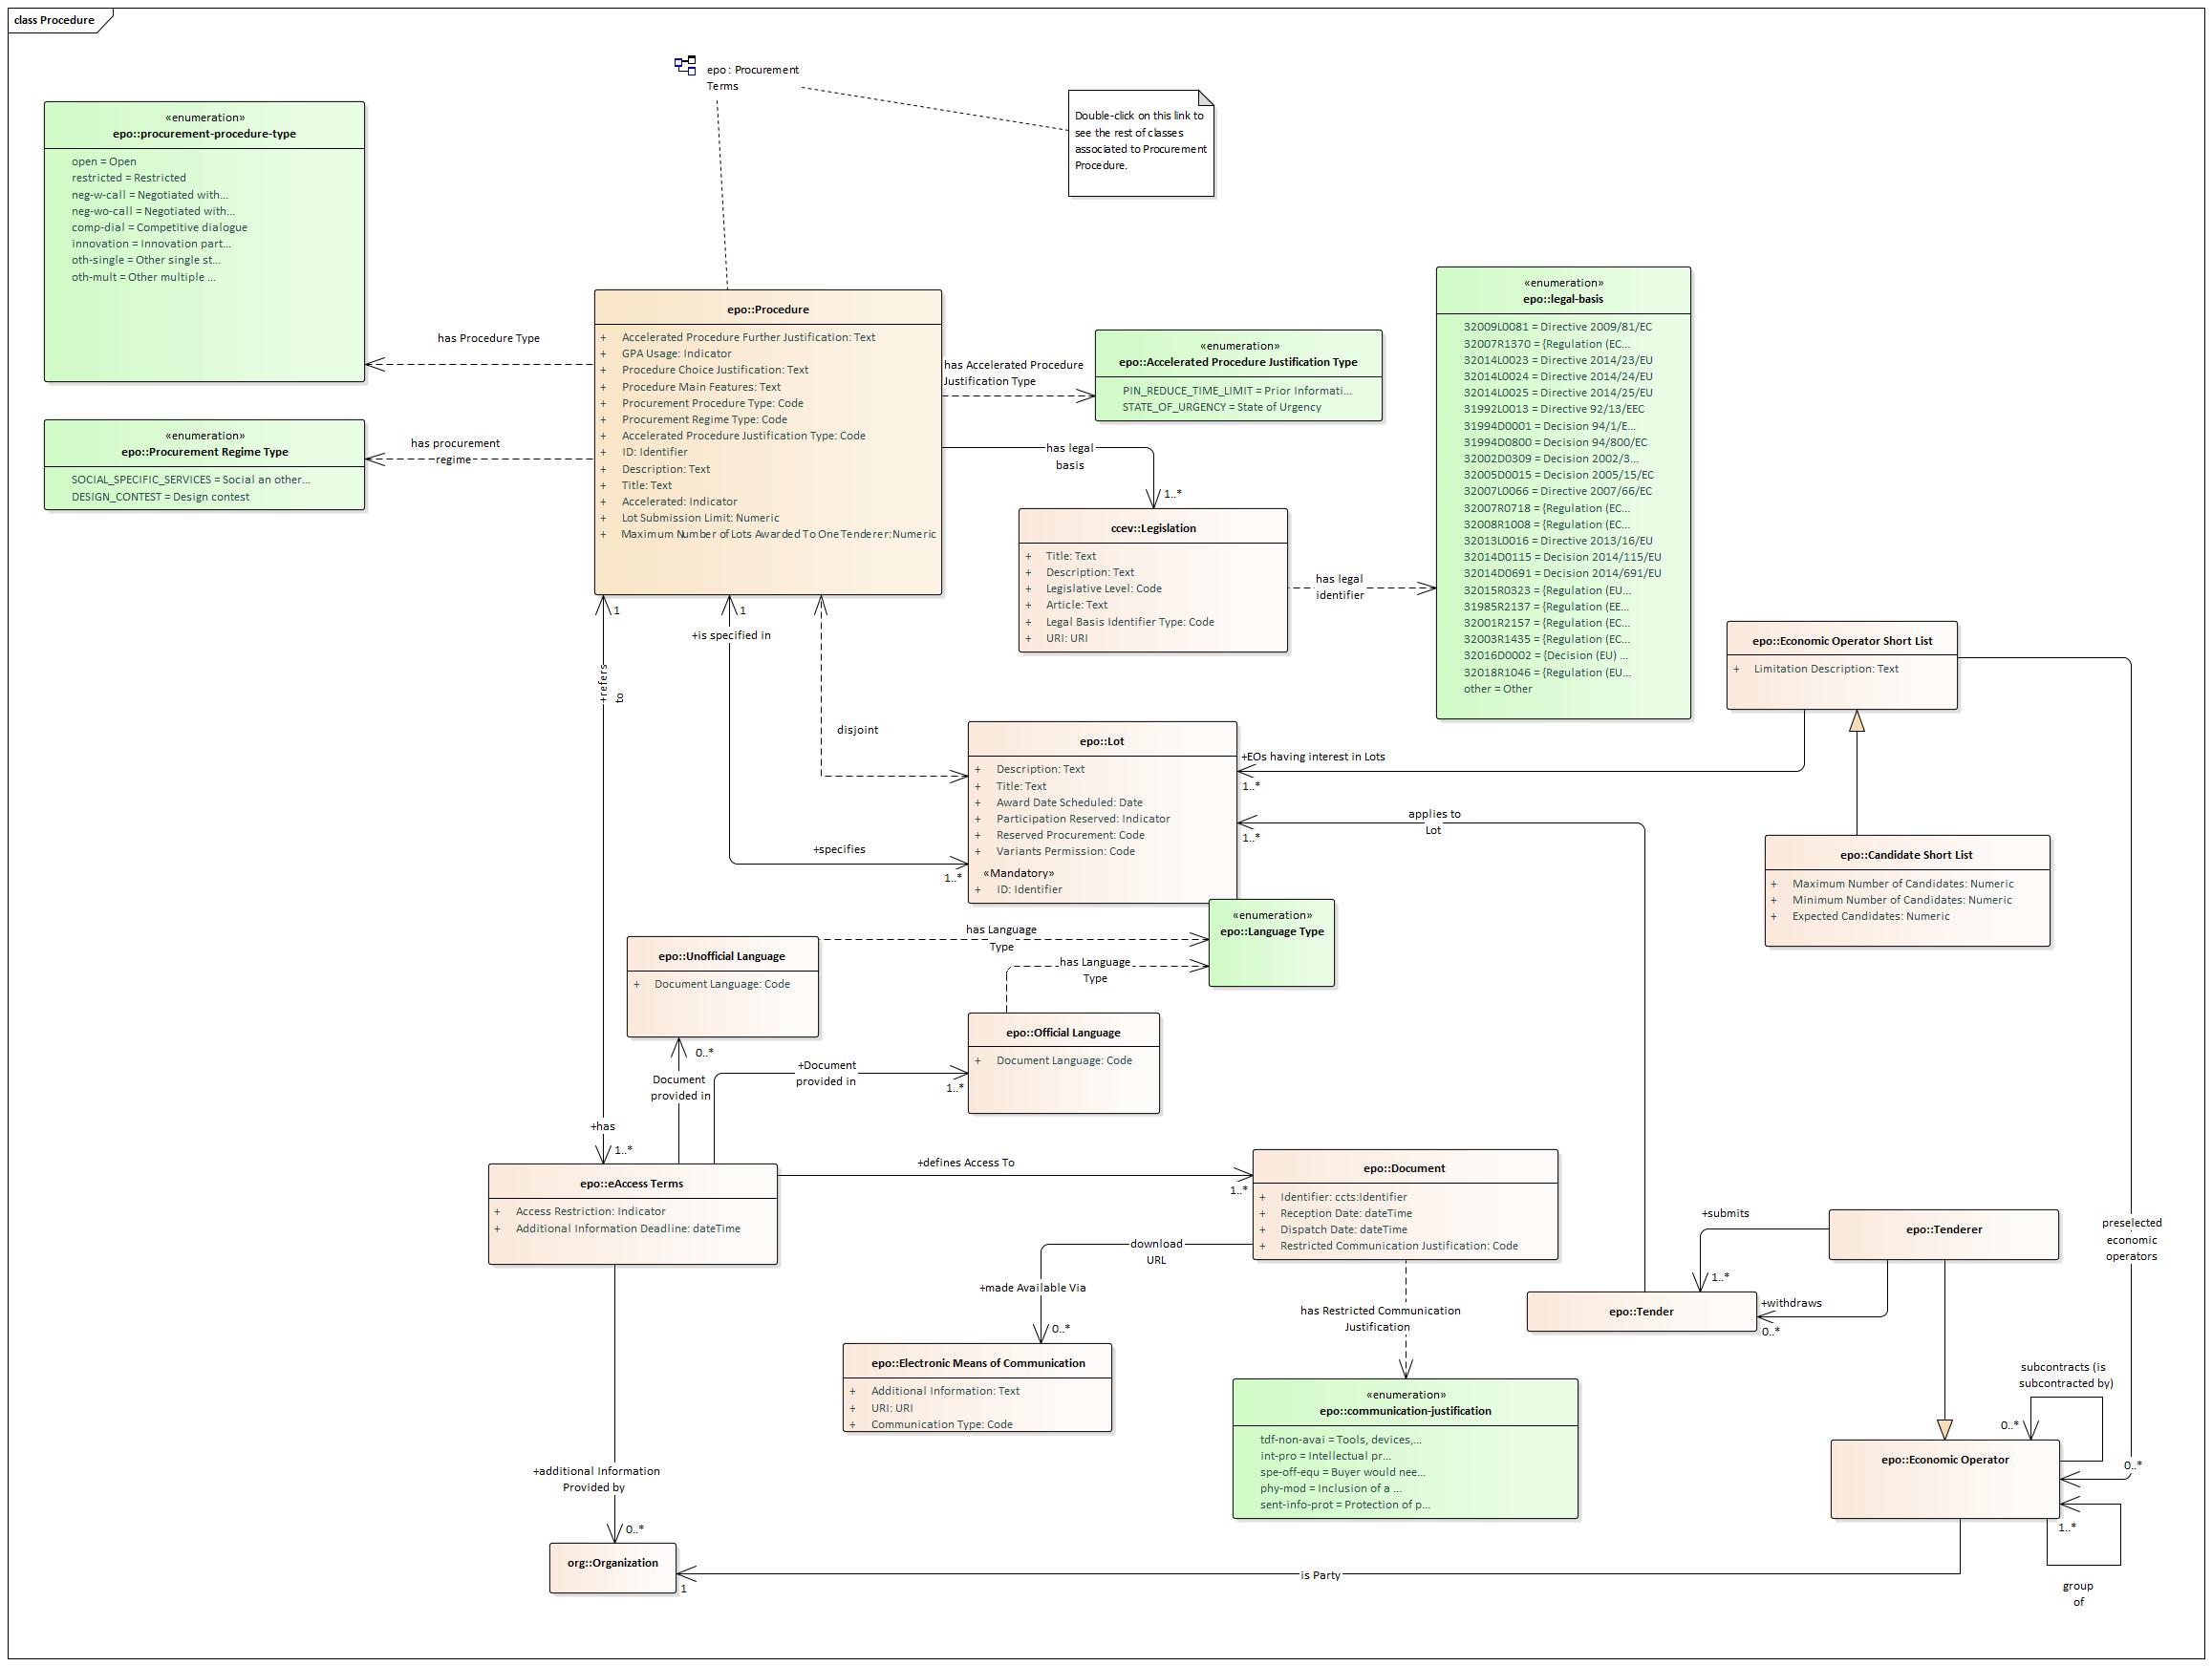 class Procedure
epo : Procurement
Terms
Double-click on this link to
see the rest of classes
associated to Procurement
Procedure.
«enumeration»
epo::procurement-procedure-type
open = Open
restricted = Restricted
neg-w-call = Negotiated with...
neg-wo-call = Negotiated with...
comp-dial = Competitive dialogue
innovation = Innovation part...
oth-single = Other single st...
oth-mult = Other multiple ...
has Procedure Type
«enumeration»
epo::Procurement Regime Type
SOCIAL_SPECIFIC_SERVICES = Social an other...
DESIGN_CONTEST = Design contest
has procurement
regime
epo::Procedure
+ Accelerated Procedure Further Justification: Text
+ GPA Usage: Indicator
+ Procedure Choice Justification: Text
+ Procedure Main Features: Text
+ Procurement Procedure Type: Code
+ Procurement Regime Type: Code
+ Accelerated Procedure Justification Type: Code
+ ID: Identifier
+ Description: Text
+ Title: Text
+ Accelerated: Indicator
+ Lot Submission Limit: Numeric
+ Maximum Number of Lots Awarded To One Tenderer: Numeric
has Accelerated Procedure
Justification Type
«enumeration»
epo::Accelerated Procedure Justification Type
PIN_REDUCE_TIME_LIMIT = Prior Informati...
STATE_OF_URGENCY = State of Urgency
has legal
basis
1..*
ccev::Legislation
+ Title: Text
+ Description: Text
+ Legislative Level: Code
+ Article: Text
+ Legal Basis Identifier Type: Code
+ URI: URI
has legal
identifier
«enumeration»
epo::legal-basis
32009L0081 = Directive 2009/81/EC
32007R1370 = {Regulation (EC...
32014L0023 = Directive 2014/23/EU
32014L0024 = Directive 2014/24/EU
32014L0025 = Directive 2014/25/EU
31992L0013 = Directive 92/13/EEC
31994D0001 = Decision 94/1/E...
31994D0800 = Decision 94/800/EC
32002D0309 = Decision 2002/3...
32005D0015 = Decision 2005/15/EC
32007L0066 = Directive 2007/66/EC
32007R0718 = {Regulation (EC...
32008R1008 = {Regulation (EC...
32013L0016 = Directive 2013/16/EU
32014D0115 = Decision 2014/115/EU
32014D0691 = Decision 2014/691/EU
32015R0323 = {Regulation (EU...
31985R2137 = {Regulation (EE...
32001R2157 = {Regulation (EC...
32003R1435 = {Regulation (EC...
32016D0002 = {Decision (EU) ...
32018R1046 = {Regulation (EU...
other = Other
1
+refers
to
1
+is specified in
disjoint
+specifies
1..*
epo::Lot
+ Description: Text
+ Title: Text
+ Award Date Scheduled: Date
+ Participation Reserved: Indicator
+ Reserved Procurement: Code
+ Variants Permission: Code
«Mandatory»
+ ID: Identifier
+EOs having interest in Lots
1..*
applies to
Lot
1..*
epo::Economic Operator Short List
+ Limitation Description: Text
epo::Candidate Short List
+ Maximum Number of Candidates: Numeric
+ Minimum Number of Candidates: Numeric
+ Expected Candidates: Numeric
«enumeration»
epo::Language Type
has Language
Type
has Language
Type
epo::Unofficial Language
+ Document Language: Code
epo::Official Language
+ Document Language: Code
0..*
Document
provided in
+Document
provided in
1..*
+has
1..*
epo::eAccess Terms
+ Access Restriction: Indicator
+ Additional Information Deadline: dateTime
+defines Access To
1..*
epo::Document
+ Identifier: ccts:Identifier
+ Reception Date: dateTime
+ Dispatch Date: dateTime
+ Restricted Communication Justification: Code
download
URL
+made Available Via
0..*
epo::Electronic Means of Communication
+ Additional Information: Text
+ URI: URI
+ Communication Type: Code
has Restricted Communication
Justification
«enumeration»
epo::communication-justification
tdf-non-avai = Tools, devices,...
int-pro = Intellectual pr...
spe-off-equ = Buyer would nee...
phy-mod = Inclusion of a ...
sent-info-prot = Protection of p...
+submits
1..*
epo::Tenderer
epo::Tender
+withdraws
0..*
preselected
economic
operators
0..*
subcontracts (is
subcontracted by)
0..*
epo::Economic Operator
1..*
group
of
+additional Information
Provided by
0..*
org::Organization
1
is Party